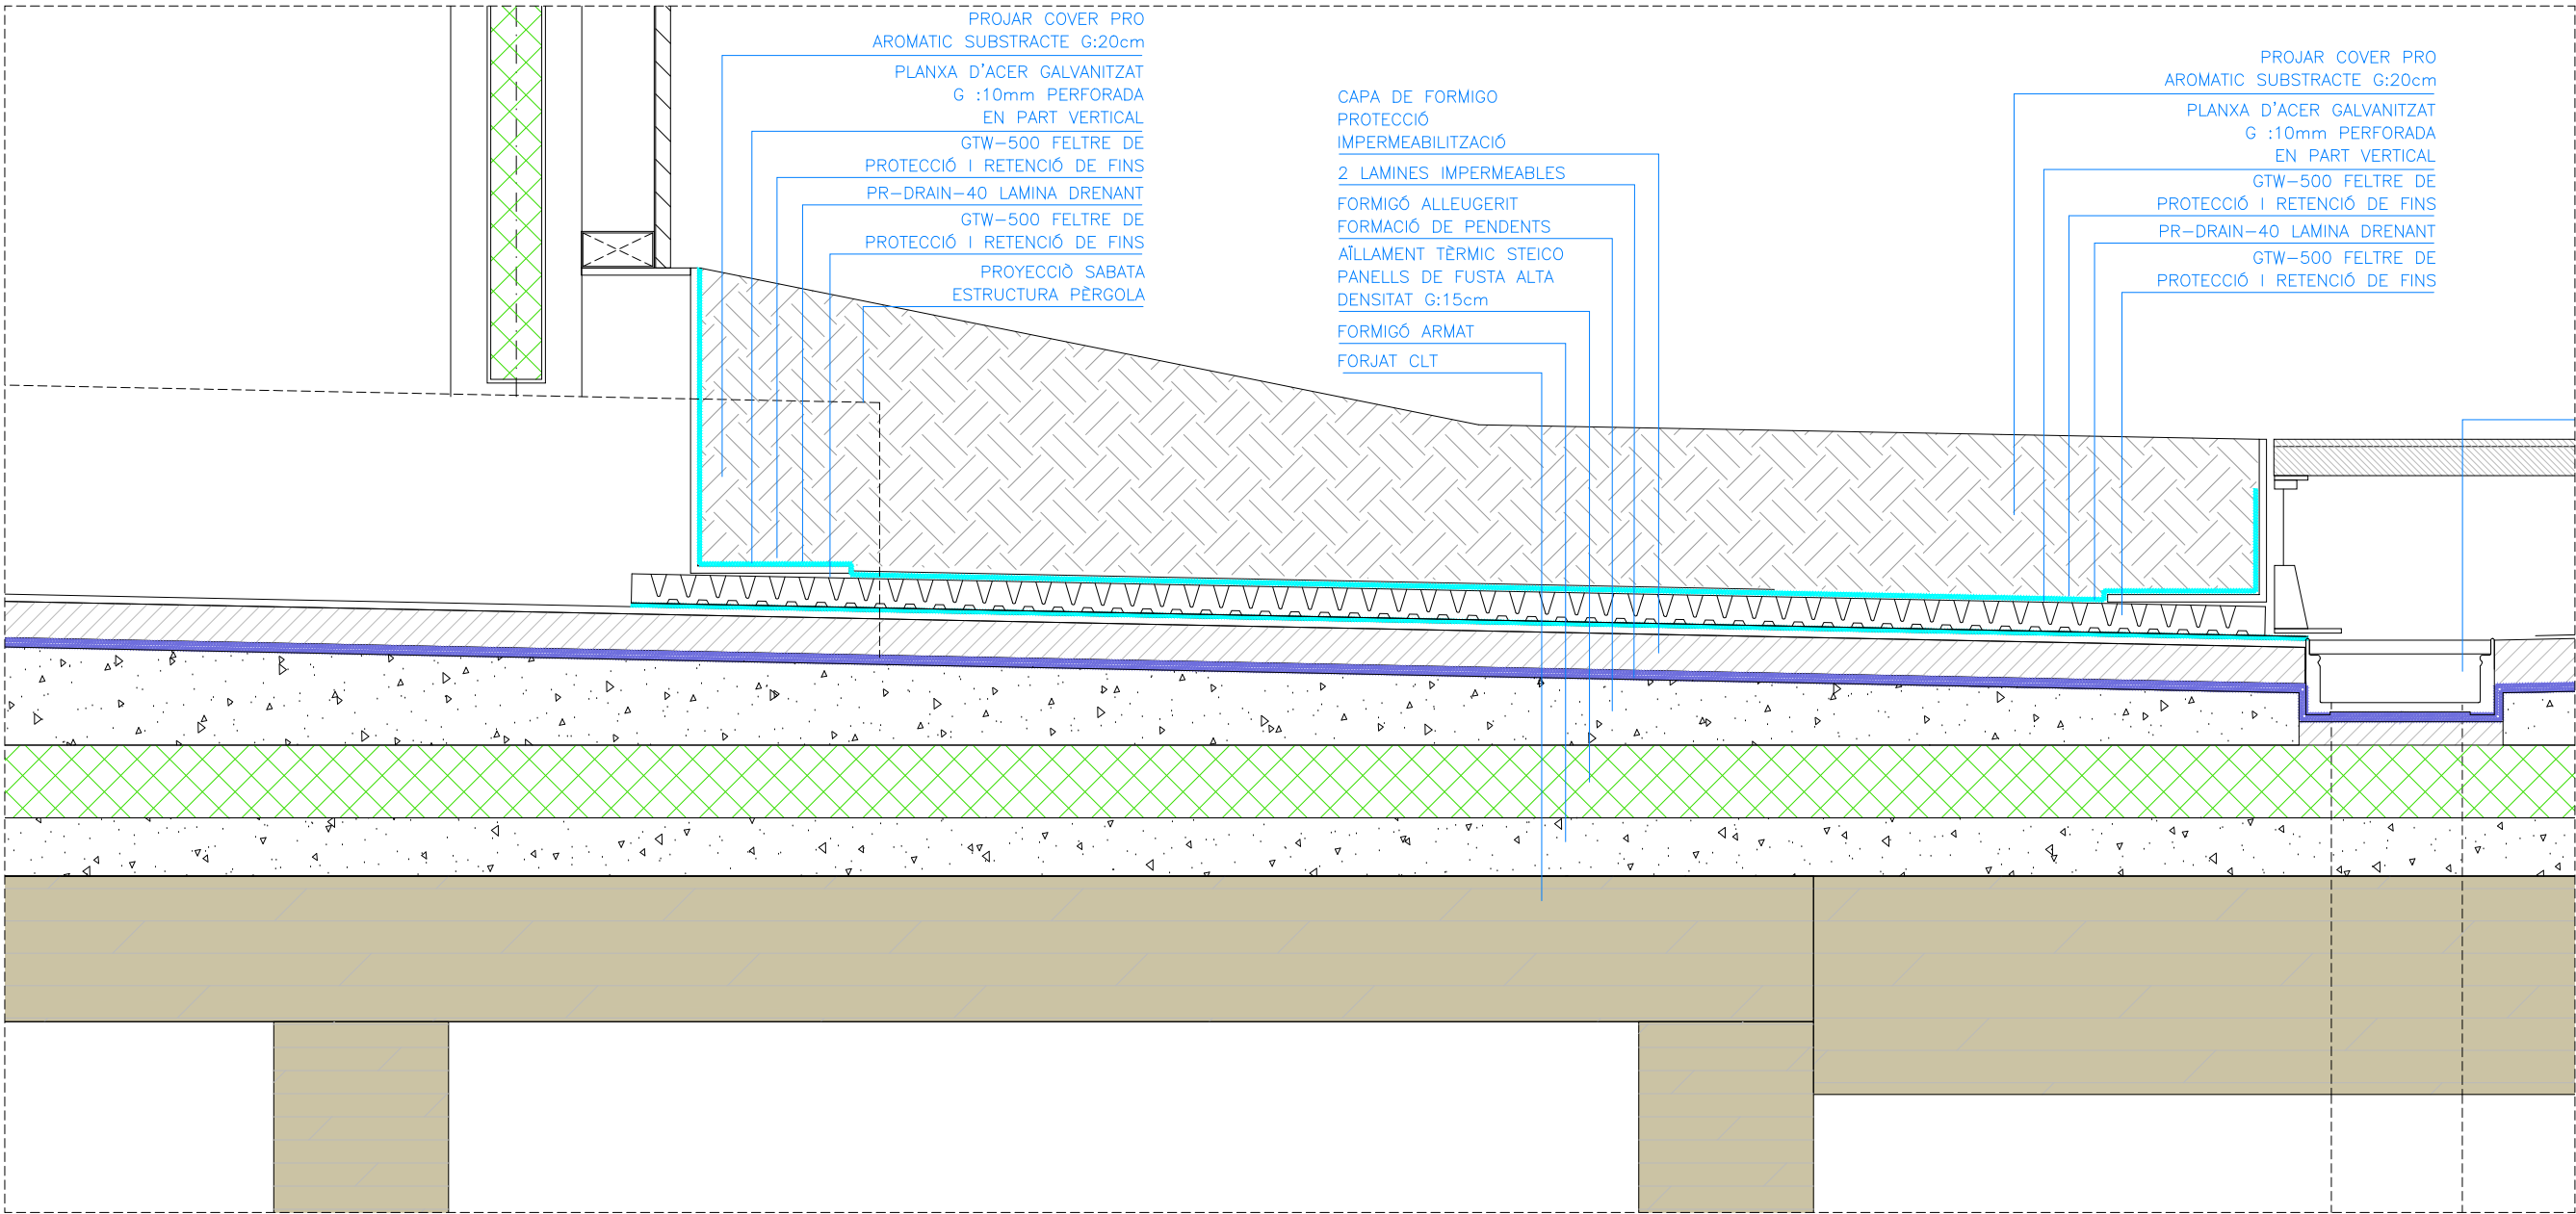 PROJAR COVER PRO
AROMATIC SUBSTRACTE G:20cm
PLANXA D'ACER GALVANITZAT
G :10mm PERFORADA
EN PART VERTICAL
GTW-500 FELTRE DE
PROTECCIÓ I RETENCIÓ DE FINS
PR-DRAIN-40 LAMINA DRENANT
GTW-500 FELTRE DE
PROTECCIÓ I RETENCIÓ DE FINS
PROYECCIÒ SABATA
ESTRUCTURA PÈRGOLA
CAPA DE FORMIGO
PROTECCIÓ
IMPERMEABILITZACIÓ
2 LAMINES IMPERMEABLES
FORMIGÓ ALLEUGERIT
FORMACIÓ DE PENDENTS
AÏLLAMENT TÈRMIC STEICO
PANELLS DE FUSTA ALTA
DENSITAT G:15cm
FORMIGÓ ARMAT
FORJAT CLT
PROJAR COVER PRO
AROMATIC SUBSTRACTE G:20cm
PLANXA D'ACER GALVANITZAT
G :10mm PERFORADA
EN PART VERTICAL
GTW-500 FELTRE DE
PROTECCIÓ I RETENCIÓ DE FINS
PR-DRAIN-40 LAMINA DRENANT
GTW-500 FELTRE DE
PROTECCIÓ I RETENCIÓ DE FINS